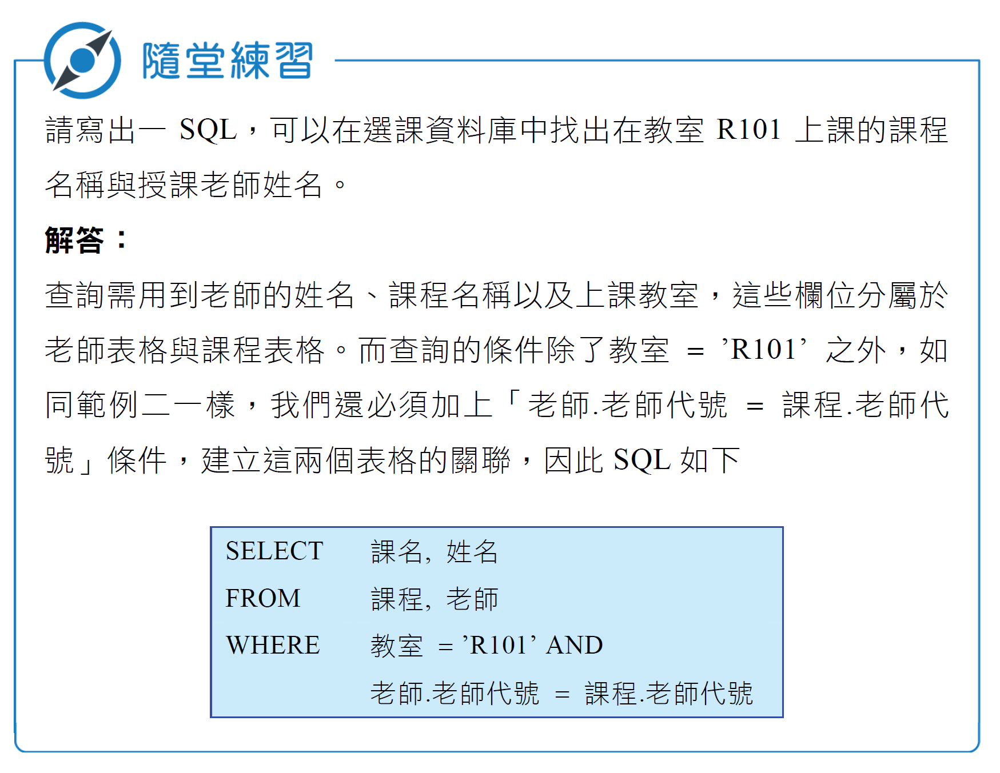 隨堂練習
請寫出一 SQL，可以在選課資料庫中找出在教室 R101 上課的課程
名稱與授課老師姓名。
解答：
查詢需用到老師的姓名、課程名稱以及上課教室，這些欄位分屬於
老師表格與課程表格。而查詢的條件除了教室 = ’R101’ 之外，如
同範例二一樣，我們還必須加上「老師.老師代號 = 課程.老師代
號」條件，建立這兩個表格的關聯，因此 SQL 如下
SELECT 課名, 姓名
FROM 課程, 老師
WHERE 教室 = ’R101’ AND
老師.老師代號 = 課程.老師代號